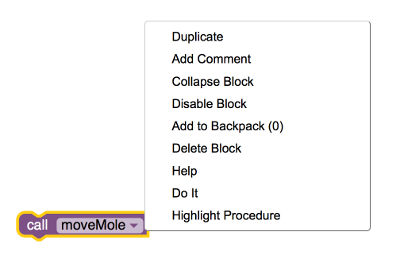 Duplicate
Add Comment
Collapse Block
Disable Block
Add to Backpack (0)
Delete Block
Help
Do It
Highlight Procedure
call moveMole